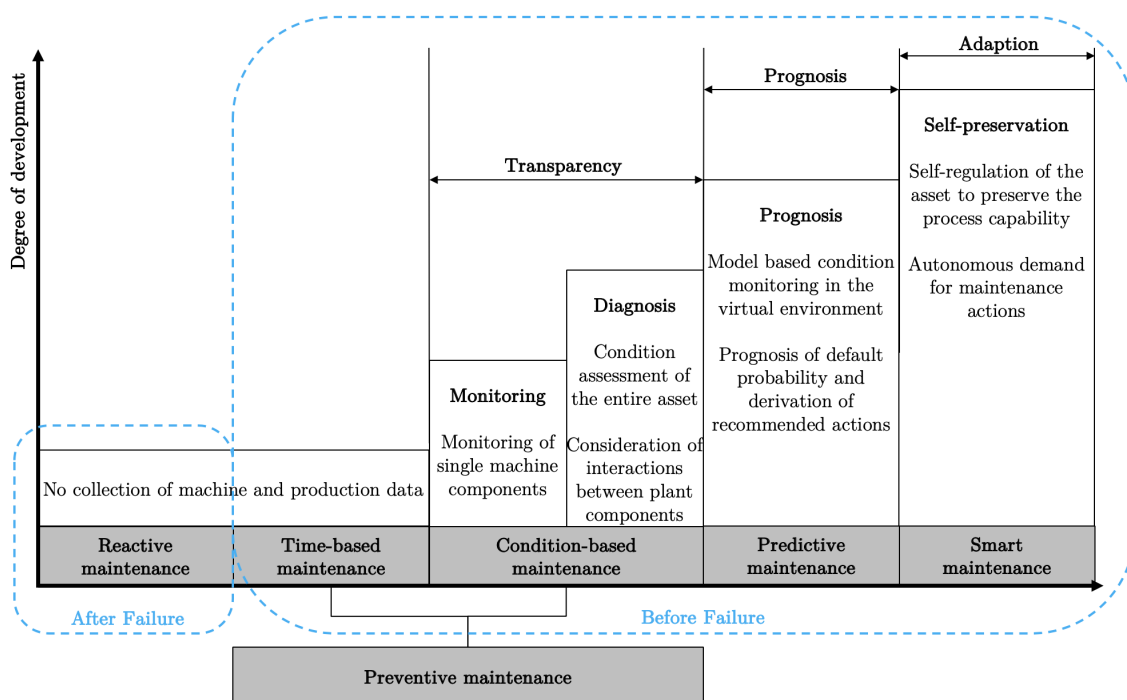 Degree of development
Adaption
Prognosis
Transparency
Self-preservation
Self-regulation of the
asset to preserve the
process capability
Autonomous demand
for maintenance
actions
Prognosis
Model based condition
monitoring in the
virtual environment
Prognosis of default
probability and
derivation of
recommended actions
Diagnosis
Condition
assessment of
the entire asset
Consideration of
interactions
between plant
components
Monitoring
Monitoring of
single machine
components
No collection of machine and production data
Reactive
maintenance
Time-based
maintenance
Condition-based
maintenance
Predictive
maintenance
Smart
maintenance
After Failure
Before Failure
Preventive maintenance